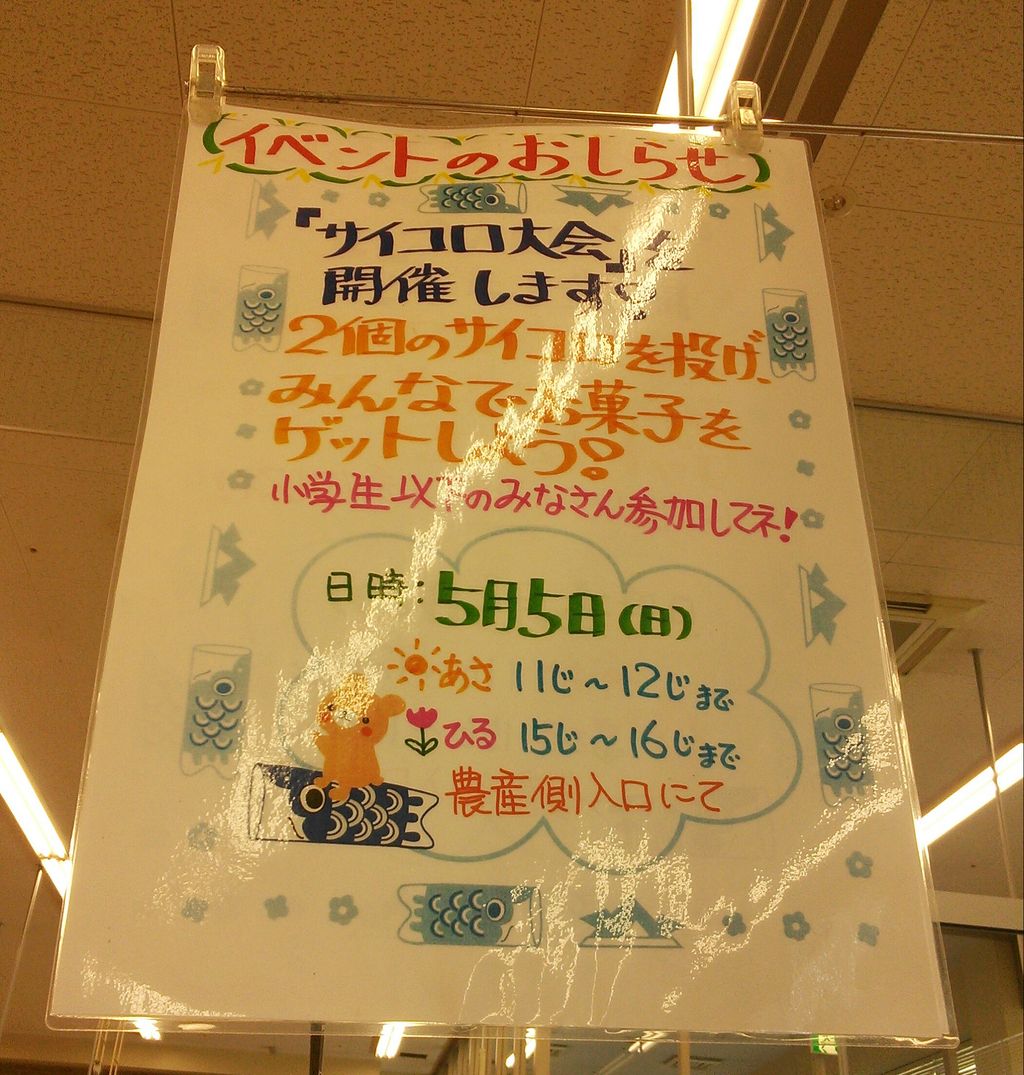 イベントのおしらせ
「サイコロ大会」を
開催します
2個のサイコロを投げ、
みんなでお菓子を
ゲットしよう!
小学生以下のみなさん参加してネ!
日時:5月5日(日)
あさ 11じ~12じまで
ひる 15じ~16じまで
農産側入口にて